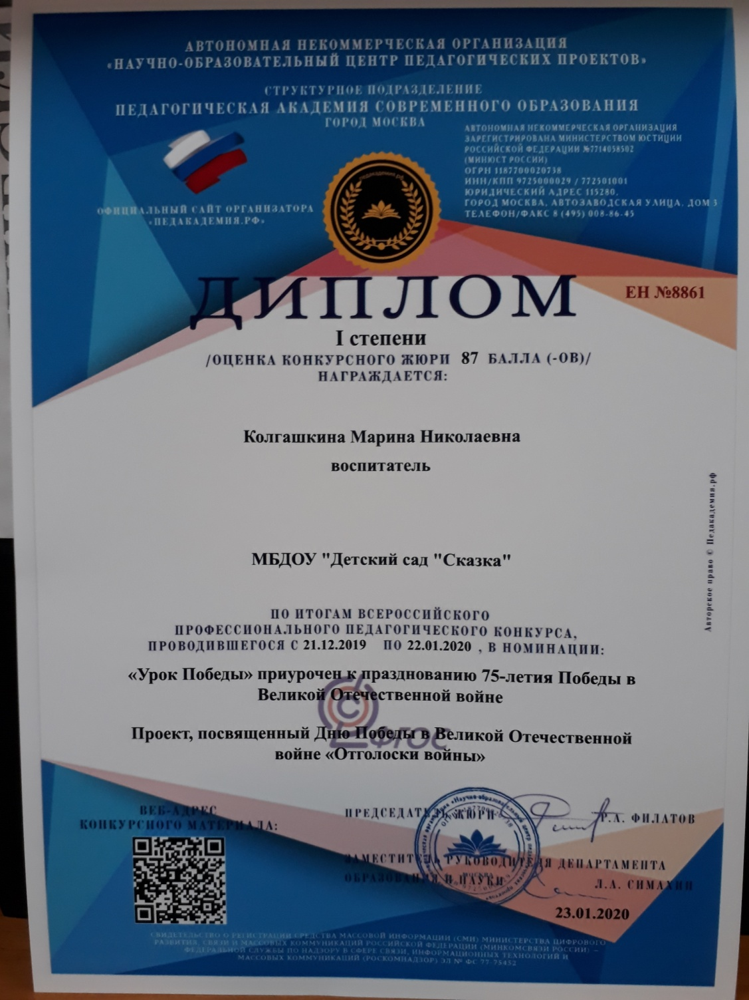 АВТОНОМНАЯ НЕКОММЕРЧЕСКАЯ ОРГАНИЗАЦИЯ
«НАУЧНО-ОБРАЗОВАТЕЛЬНЫЙ ЦЕНТР ПЕДАГОГИЧЕСКИХ ПРОЕКТОВ»
СТРУКТУРНОЕ ПОДРАЗДЕЛЕНИЕ
ПЕДАГОГИЧЕСКАЯ АКАДЕМИЯ СОВРЕМЕННОГО ОБРАЗОВАНИЯ
ГОРОД МОСКВА
АВТОНОМНАЯ НЕКОММЕРЧЕСКАЯ ОРГАНИЗАЦИЯ
ЗАРЕГИСТРИРОВАНА МИНИСТЕРСТВОМ ЮСТИЦИИ
РОССИЙСКОЙ ФЕДЕРАЦИИ №7714058502
(МИНЮСТ РОССИИ)
ОГРН 1187700020738
ИНН/КПП 9725000029 / 772501001
ЮРИДИЧЕСКИЙ АДРЕС 115280,
ГОРОД МОСКВА, АВТОЗАВОДСКАЯ УЛИЦА, ДОМ 3
ТЕЛЕФОН/ФАКС 8 (495) 008-86-45
ОФИЦИАЛЬНЫЙ САЙТ ОРГАНИЗАТОРА
«ПЕДАКАДЕМИЯ.РФ»
педакадемия.рф
ДИПЛОМ
ЕН №8861
I степени
/ОЦЕНКА КОНКУРСНОГО ЖЮРИ 87 БАЛЛА (-ОВ)/
НАГРАЖДАЕТСЯ:
Колгашкина Марина Николаевна
воспитатель
МБДОУ "Детский сад "Сказка"
Авторское право © Педакадемия.рф
ПО ИТОГАМ ВСЕРОССИЙСКОГО
ПРОФЕССИОНАЛЬНОГО ПЕДАГОГИЧЕСКОГО КОНКУРСА,
ПРОВОДИВШЕГОСЯ С 21.12.2019 ПО 22.01.2020 , В НОМИНАЦИИ:
«Урок Победы» приурочен к празднованию 75-летия Победы в
Великой Отечественной войне
ФГОС
Проект, посвященный Дню Победы в Великой Отечественной
войне «Отголоски войны»
ВЕБ-АДРЕС
КОНКУРСНОГО МАТЕРИАЛА:
ПРЕДСЕДАТЕЛЬ ЖЮРИ Р.А. ФИЛАТОВ
ЗАМЕСТИТЕЛЬ РУКОВОДИТЕЛЯ ДЕПАРТАМЕНТА
ОБРАЗОВАНИЯ И НАУКИ Л.А. СИМАХИН
МОСКВА
23.01.2020
СВИДЕТЕЛЬСТВО О РЕГИСТРАЦИИ СРЕДСТВА МАССОВОЙ ИНФОРМАЦИИ (СМИ) МИНИСТЕРСТВА ЦИФРОВОГО
РАЗВИТИЯ, СВЯЗИ И МАССОВЫХ КОММУНИКАЦИЙ РОССИЙСКОЙ ФЕДЕРАЦИИ (МИНКОМСВЯЗИ РОССИИ) –
ФЕДЕРАЛЬНОЙ СЛУЖБЫ ПО НАДЗОРУ В СФЕРЕ СВЯЗИ, ИНФОРМАЦИОННЫХ ТЕХНОЛОГИЙ И
МАССОВЫХ КОММУНИКАЦИЙ (РОСКОМНАДЗОР) ЭЛ № ФС 77-75452